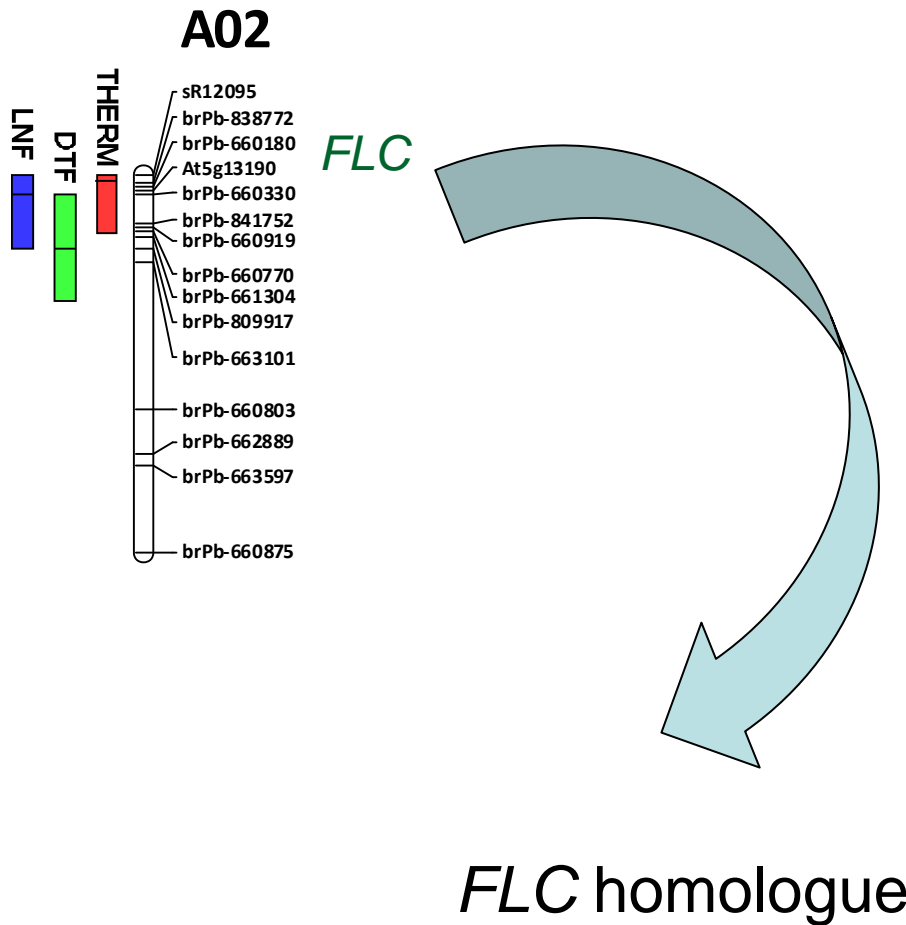 A02
LNF
DTF
THERM
sR12095
brPb-838772
brPb-660180
At5g13190
brPb-660330
brPb-841752
brPb-660919
brPb-660770
brPb-661304
brPb-809917
brPb-663101
brPb-660803
brPb-662889
brPb-663597
brPb-660875
FLC
FLC homologue